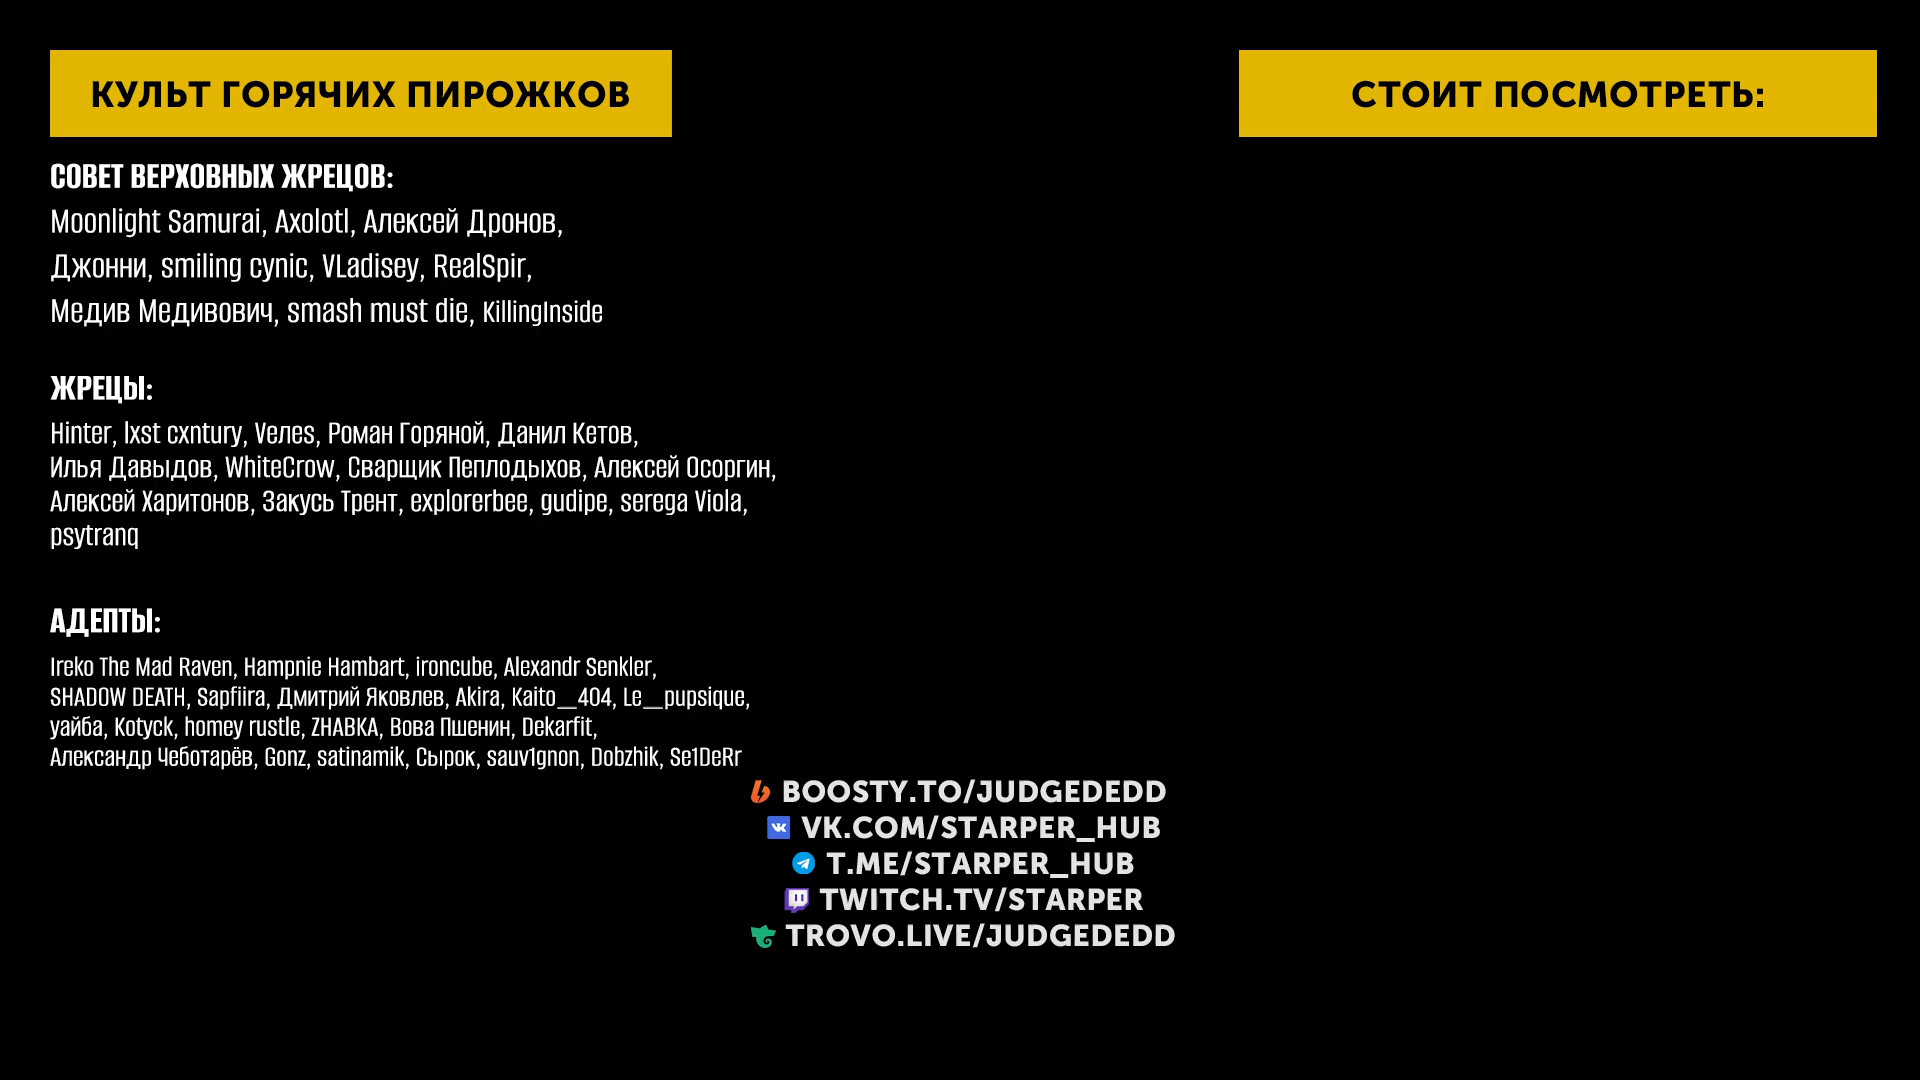 КУЛЬТ ГОРЯЧИХ ПИРОЖКОВ
СОВЕТ ВЕРХОВНЫХ ЖРЕЦОВ:
Moonlight Samurai, Axolotl, Алексей Дронов,
Джонни, smiling cynic, VLadisey, RealSpir,
Медив Медивович, smash must die, KillingInside
ЖРЕЦЫ:
Hinter, lxst cxntury, Vелеs, Роман Горяной, Данил Кетов,
Илья Давыдов, WhiteCrow, Сварщик Пеплодыхов, Алексей Осоргин,
Алексей Харитонов, Закусь Трент, explorerbee, gudipe, serega Viola,
psytranq
АДЕПТЫ:
Ireko The Mad Raven, Hampnie Hambart, ironcube, Alexandr Senkler,
SHADOW DEATH, Sapfiira, Дмитрий Яковлев, Akira, Kaito__404, Le__pupsique,
уайба, Kotyck, homey rustle, ZHABKA, Вова Пшенин, Dekarfit,
Александр Чеботарёв, Gonz, satinamik, Сырок, sauv1gnon, Dobzhik, Se1DeRr
СТОИТ ПОСМОТРЕТЬ:
BOOSTY.TO/JUDGEDEDD
VK.COM/STARPER_HUB
T.ME/STARPER_HUB
TWITCH.TV/STARPER
TROVO.LIVE/JUDGEDEDD